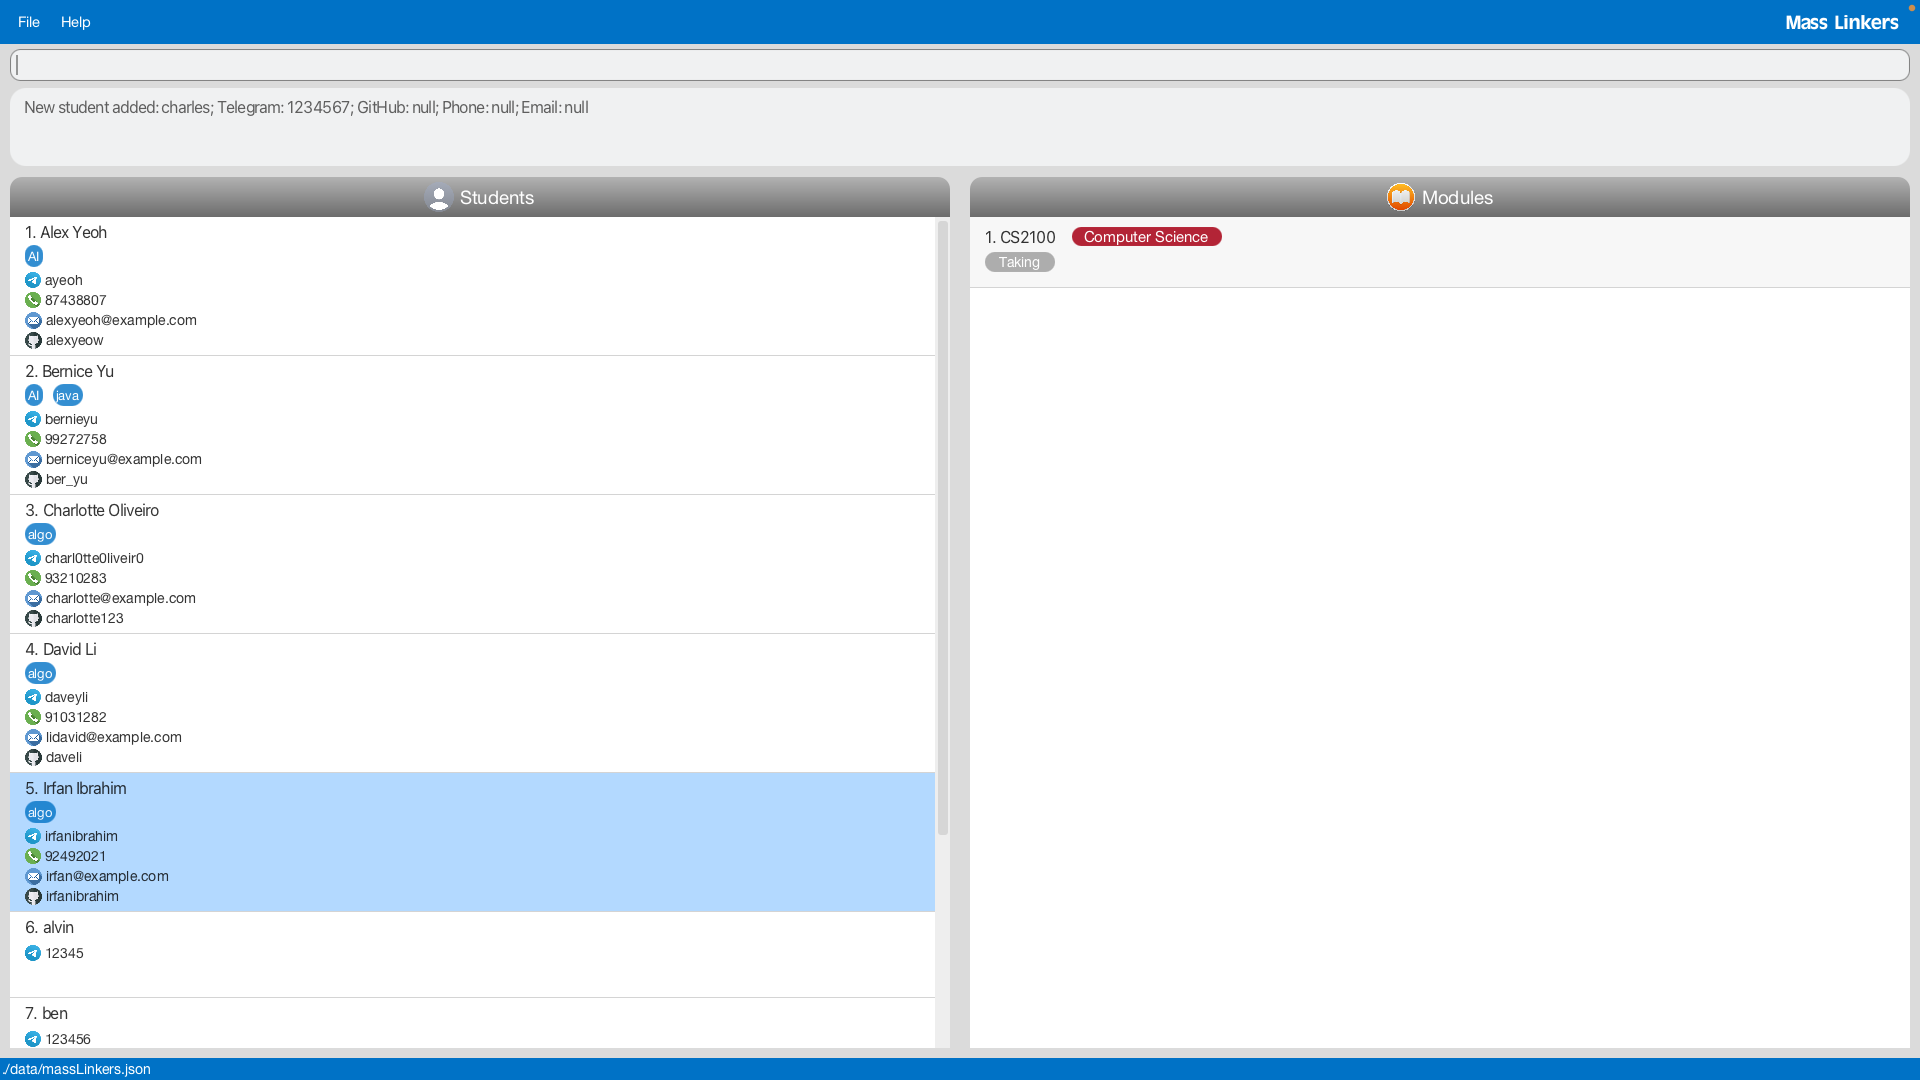 File Help
Mass Linkers
New student added: charles; Telegram: 1234567; GitHub: null; Phone: null; Email: null
Students
1. Alex Yeoh
AI
ayeoh
87438807
alexyeoh@example.com
alexyeow
2. Bernice Yu
AI java
bernieyu
99272758
berniceyu@example.com
ber_yu
3. Charlotte Oliveiro
algo
charl0tte0liveir0
93210283
charlotte@example.com
charlotte123
4. David Li
algo
daveyli
91031282
lidavid@example.com
daveli
5. Irfan Ibrahim
algo
irfanibrahim
92492021
irfan@example.com
irfanibrahim
6. alvin
12345
7. ben
123456
Modules
1. CS2100 Computer Science
Taking
./data/massLinkers.json